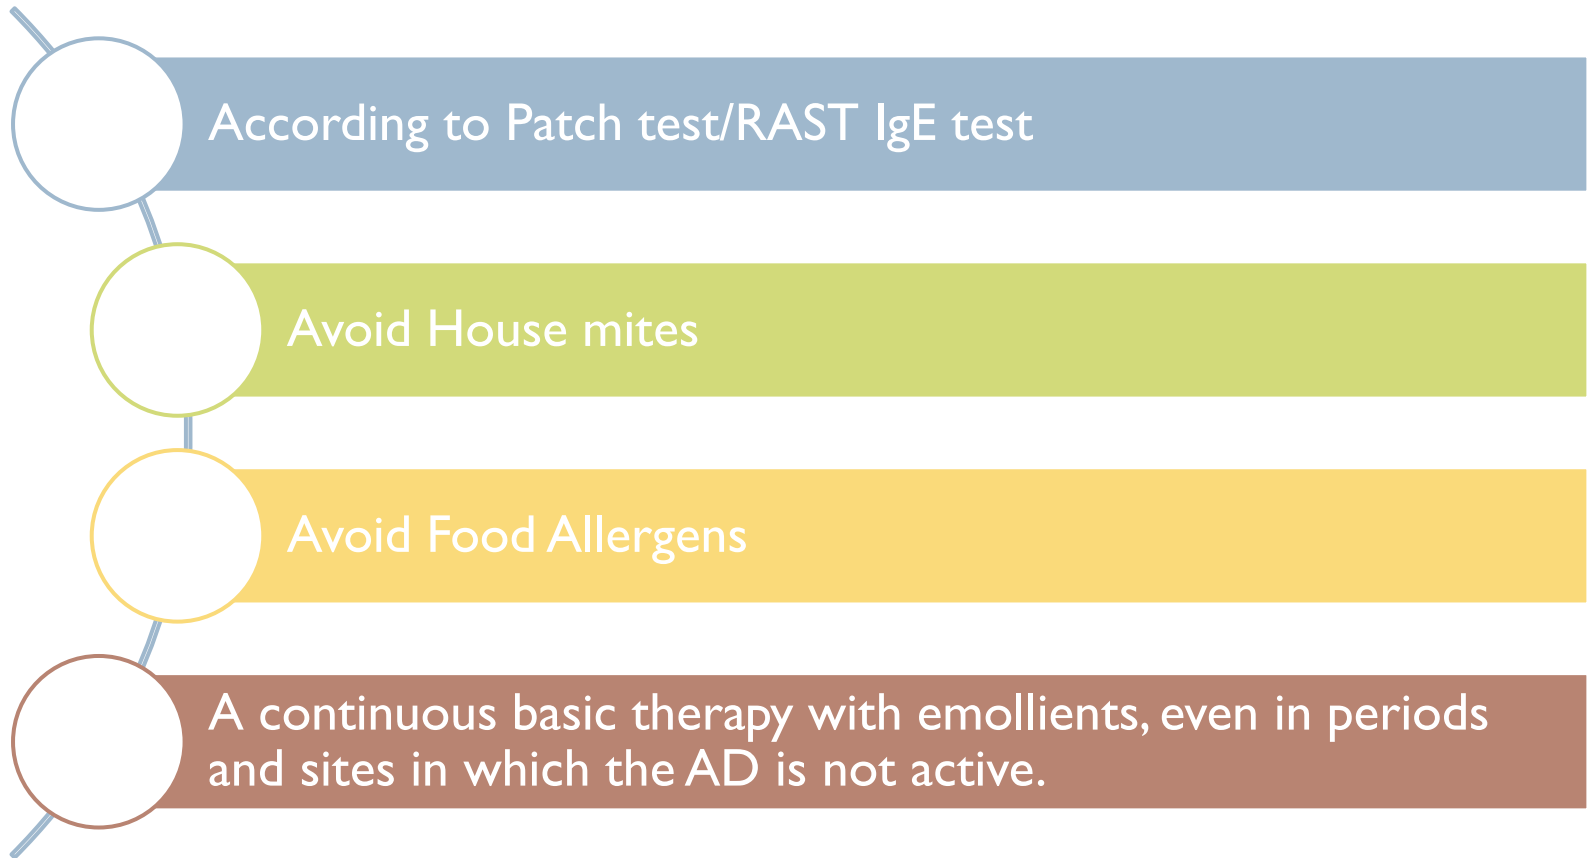 According to Patch test/RAST IgE test
Avoid House mites
Avoid Food Allergens
A continuous basic therapy with emollients, even in periods
and sites in which the AD is not active.